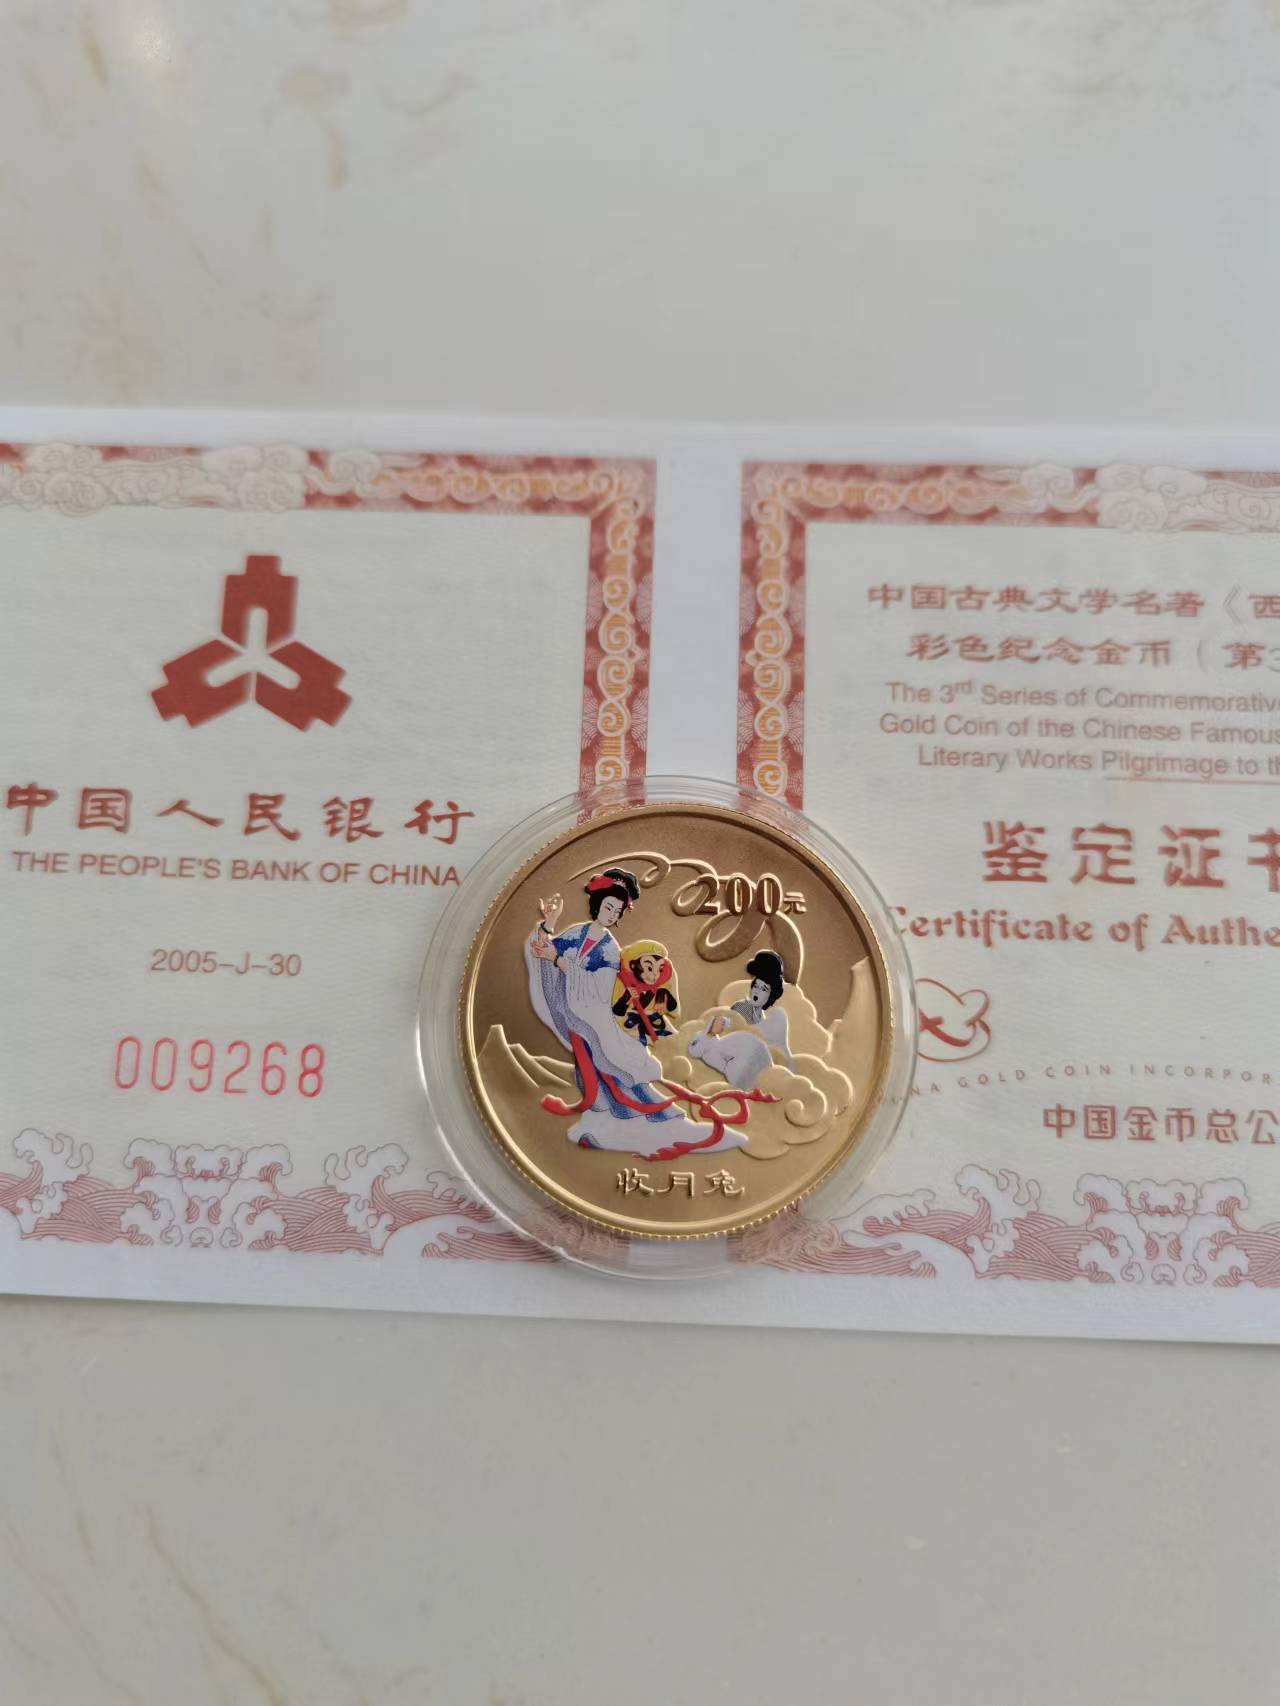 中国人民银行
THE PEOPLE'S BANK OF CHINA
2005-J-30
009268
中国古典文学名著《西
彩色纪念金币（第3
The 3rd Series of Commemorative
Gold Coin of the Chinese Famous
Literary Works Pilgrimage to th
鉴定证书
Certificate of Authe
NA GOLD COIN INCORPOR
中国金币总公
200元
收月兔